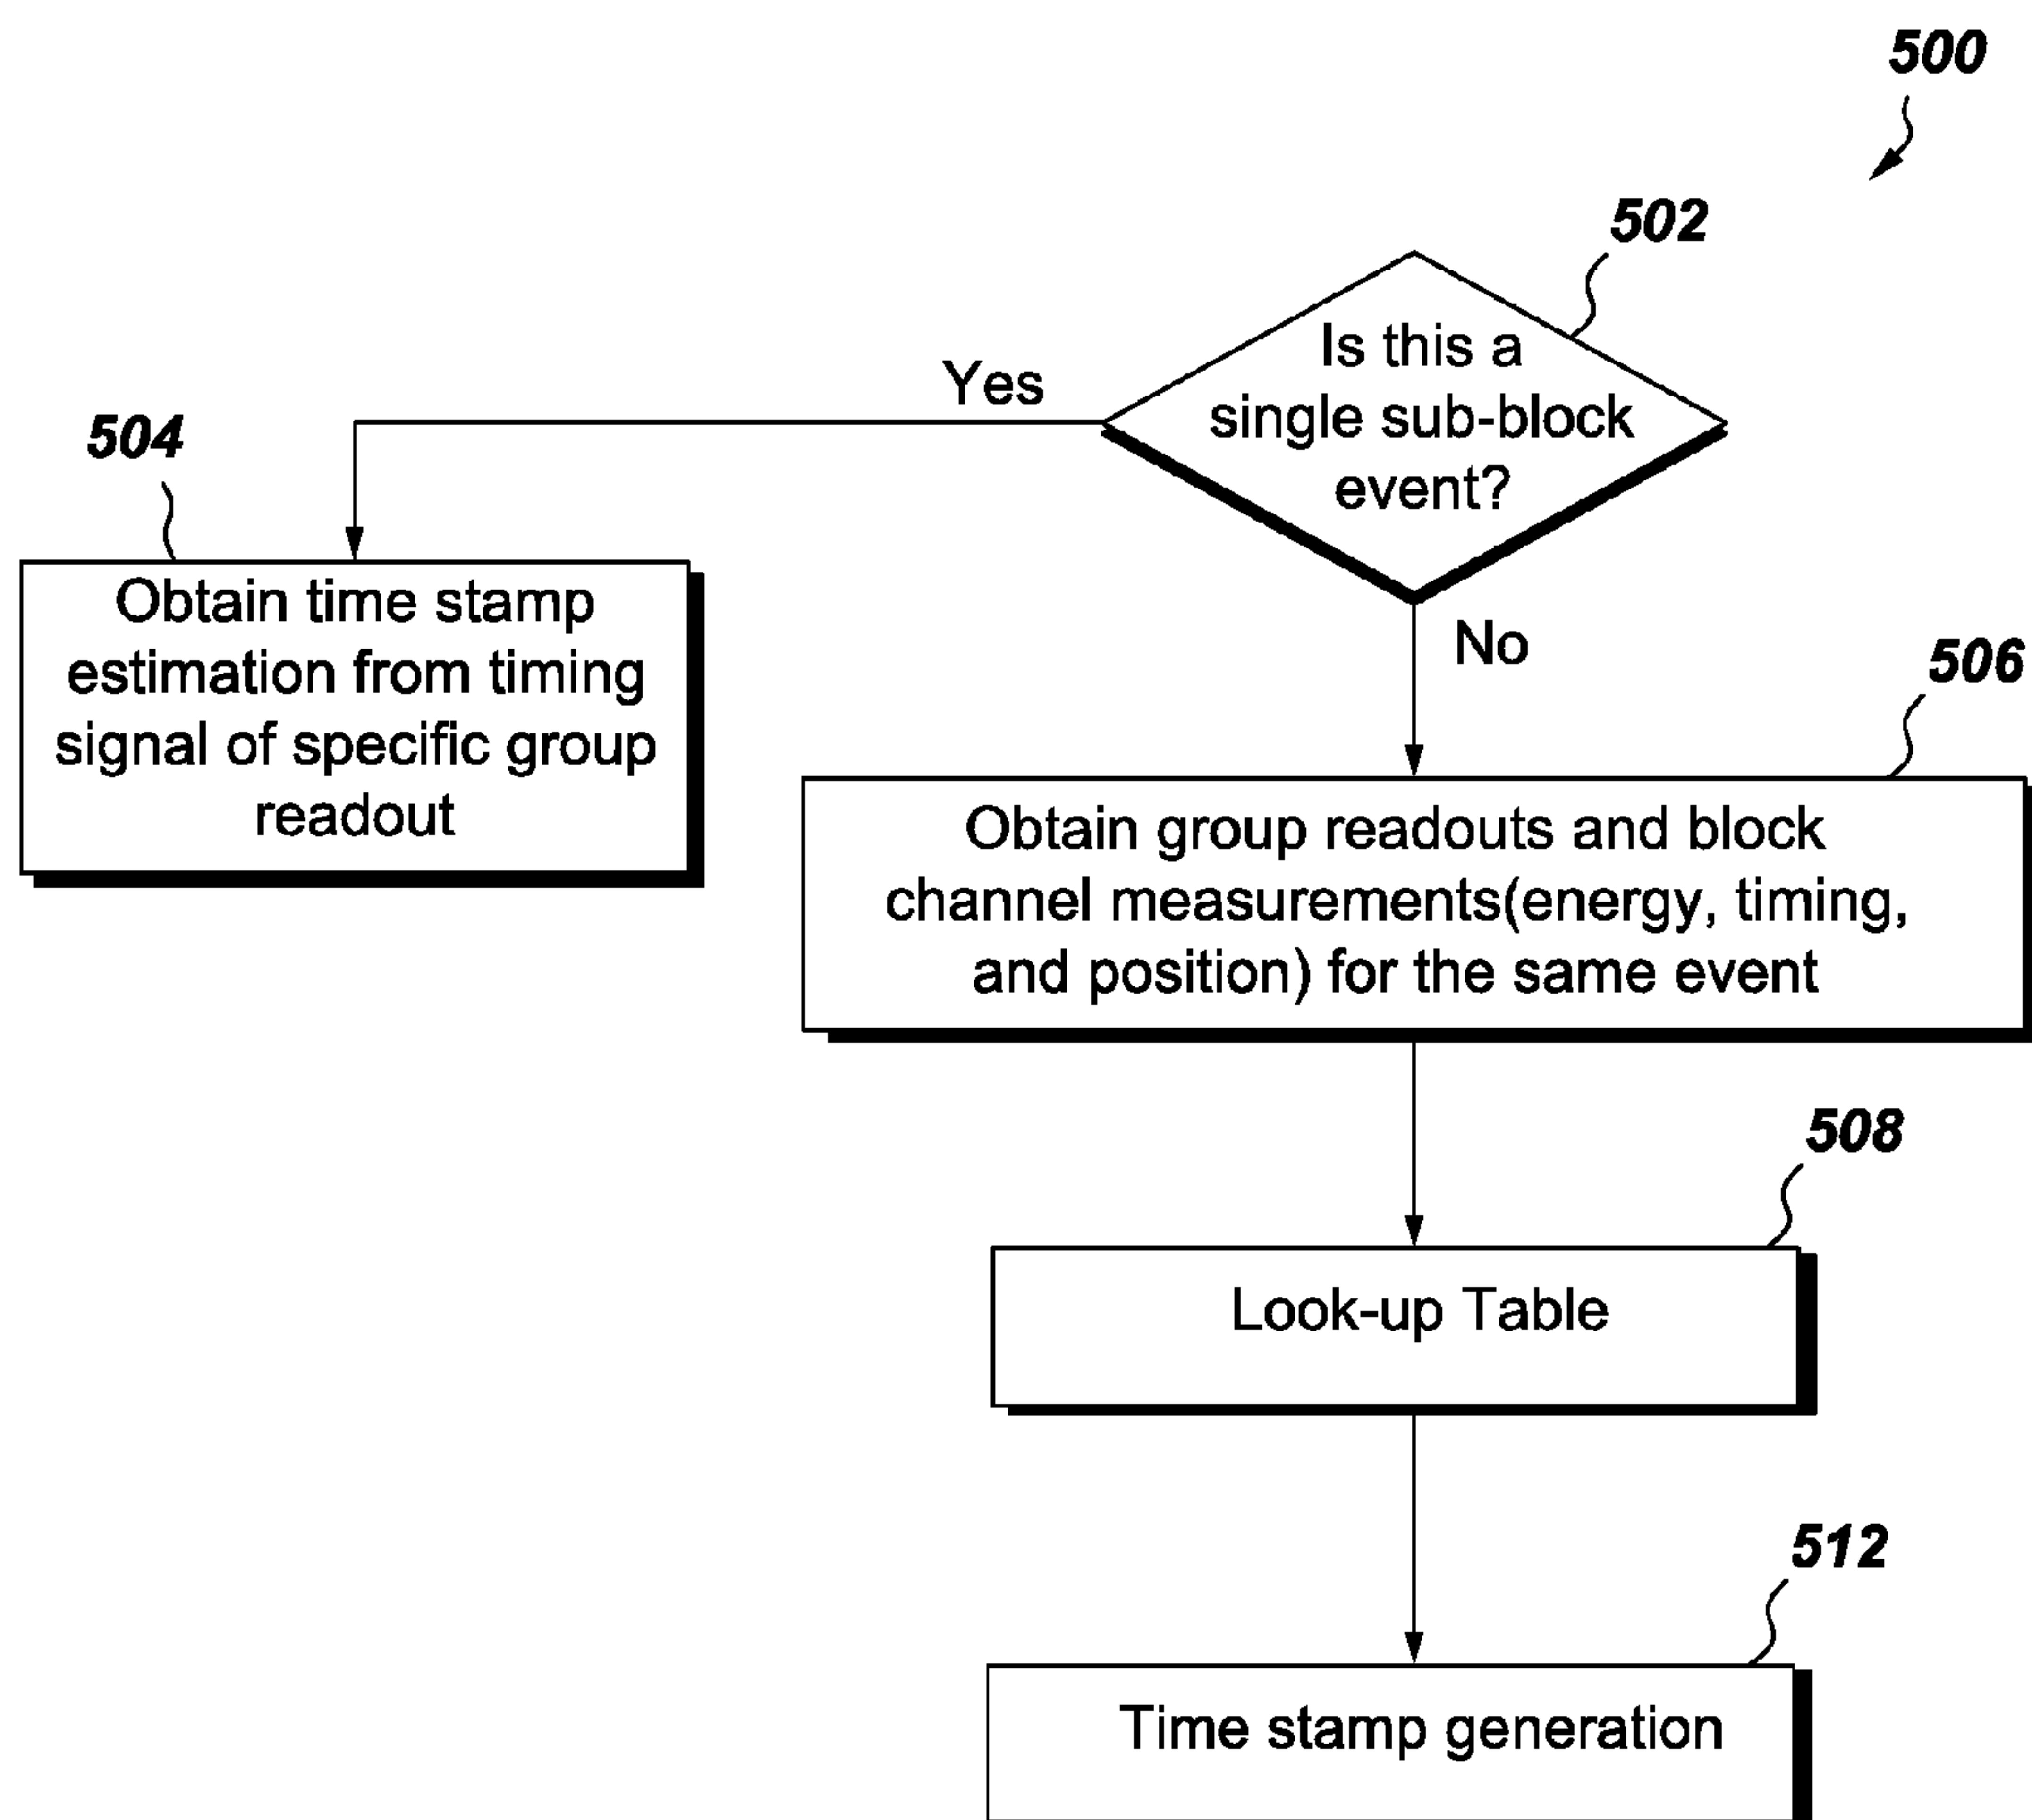 500
502
Is this a
single sub-block
event?
Yes
504
Obtain time stamp
estimation from timing
signal of specific group
readout
No
506
Obtain group readouts and block
channel measurements(energy, timing,
and position) for the same event
508
Look-up Table
512
Time stamp generation